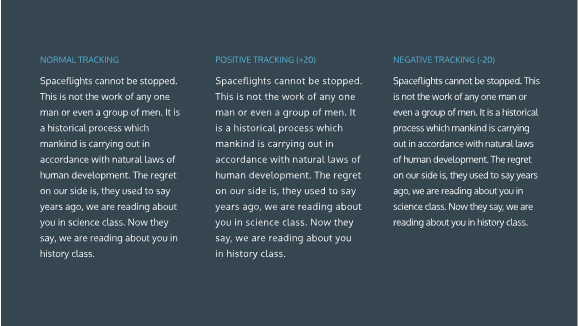 NORMAL TRACKING
Spaceflights cannot be stopped.
This is not the work of any one
man or even a group of men. It is
a historical process which
mankind is carrying out in
accordance with natural laws of
human development. The regret
on our side is, they used to say
years ago, we are reading about
you in science class. Now they
say, we are reading about you in
history class.
POSITIVE TRACKING (+20)
Spaceflights cannot be stopped.
This is not the work of any one
man or even a group of men. It
is a historical process which
mankind is carrying out in
accordance with natural laws of
human development. The regret
on our side is, they used to say
years ago, we are reading about
you in science class. Now they
say, we are reading about you
in history class.
NEGATIVE TRACKING (-20)
Spaceflights cannot be stopped. This
is not the work of any one man or
even a group of men. It is a historical
process which mankind is carrying
out in accordance with natural laws
of human development. The regret
on our side is, they used to say years
ago, we are reading about you in
science class. Now they say, we are
reading about you in history class.